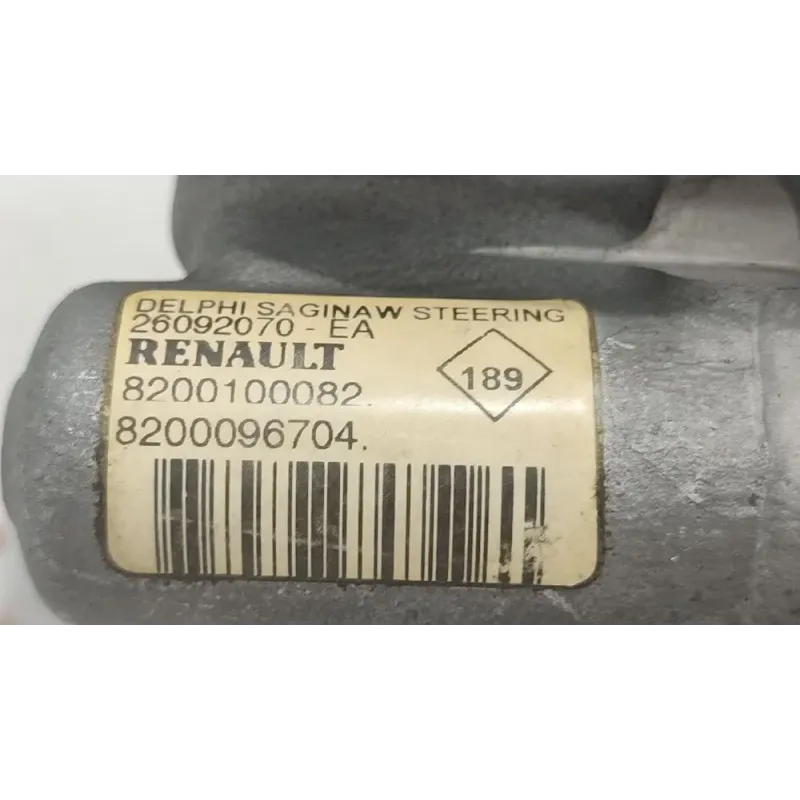 DELPHI SAGINAW STEERING
26092070 - EA
RENAULT
189
8200100082.
8200096704.